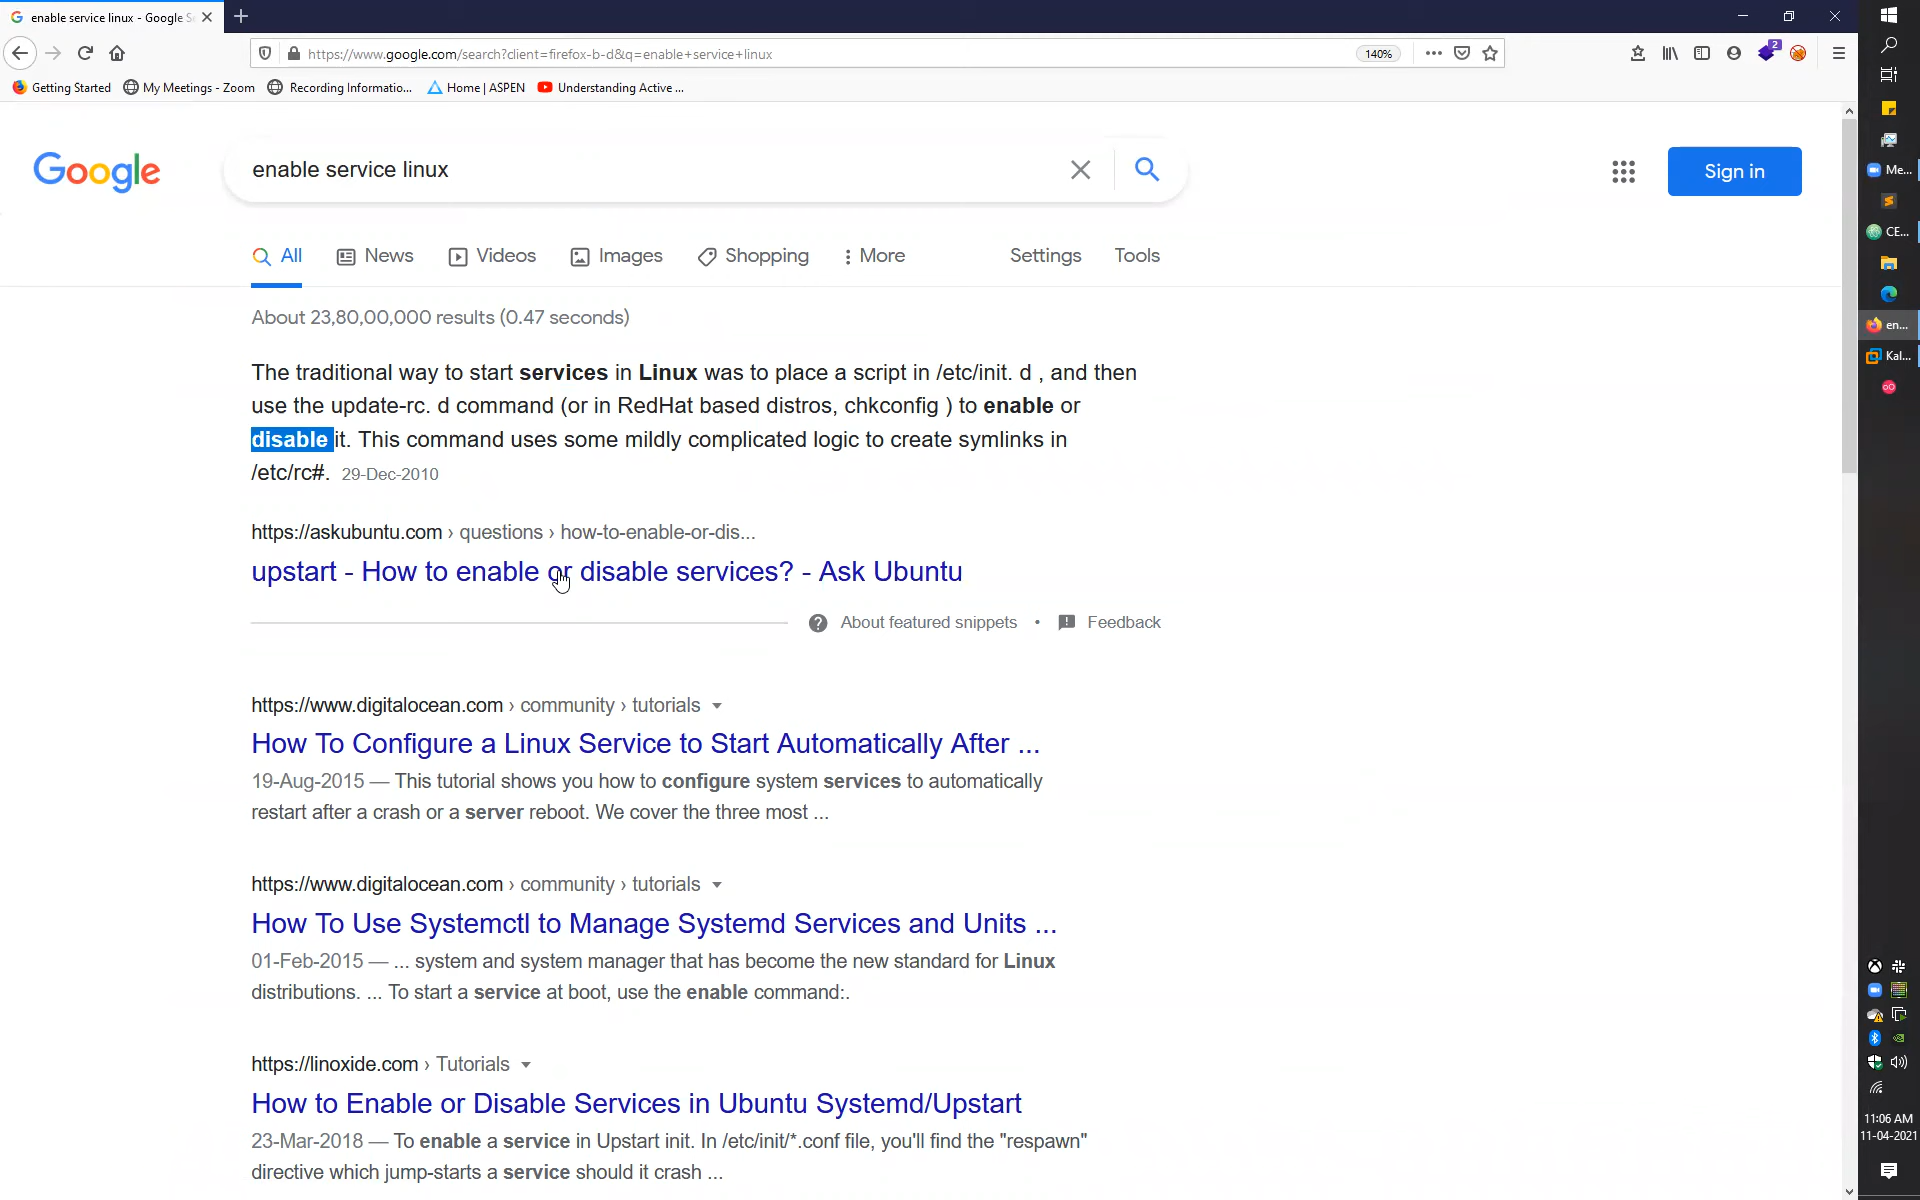 enable service linux - Google S
https://www.google.com/search?client=firefox-b-d&q=enable+service+linux
140%
Getting Started
My Meetings - Zoom
Recording Informatio...
Home | ASPEN
Understanding Active ...
Google
enable service linux
Sign in
All
News
Videos
Images
Shopping
More
Settings
Tools
About 23,80,00,000 results (0.47 seconds)
The traditional way to start services in Linux was to place a script in /etc/init. d , and then
use the update-rc. d command (or in RedHat based distros, chkconfig ) to enable or
disable it. This command uses some mildly complicated logic to create symlinks in
/etc/rc#. 29-Dec-2010
https://askubuntu.com › questions › how-to-enable-or-dis...
upstart - How to enable or disable services? - Ask Ubuntu
About featured snippets • Feedback
https://www.digitalocean.com › community › tutorials
How To Configure a Linux Service to Start Automatically After ...
19-Aug-2015 — This tutorial shows you how to configure system services to automatically
restart after a crash or a server reboot. We cover the three most ...
https://www.digitalocean.com › community › tutorials
How To Use Systemctl to Manage Systemd Services and Units ...
01-Feb-2015 — ... system and system manager that has become the new standard for Linux
distributions. ... To start a service at boot, use the enable command:.
https://linoxide.com › Tutorials
How to Enable or Disable Services in Ubuntu Systemd/Upstart
23-Mar-2018 — To enable a service in Upstart init. In /etc/init/*.conf file, you'll find the "respawn"
directive which jump-starts a service should it crash ...
2
Me...
CE...
en...
Kal...
11:06 AM
11-04-2021